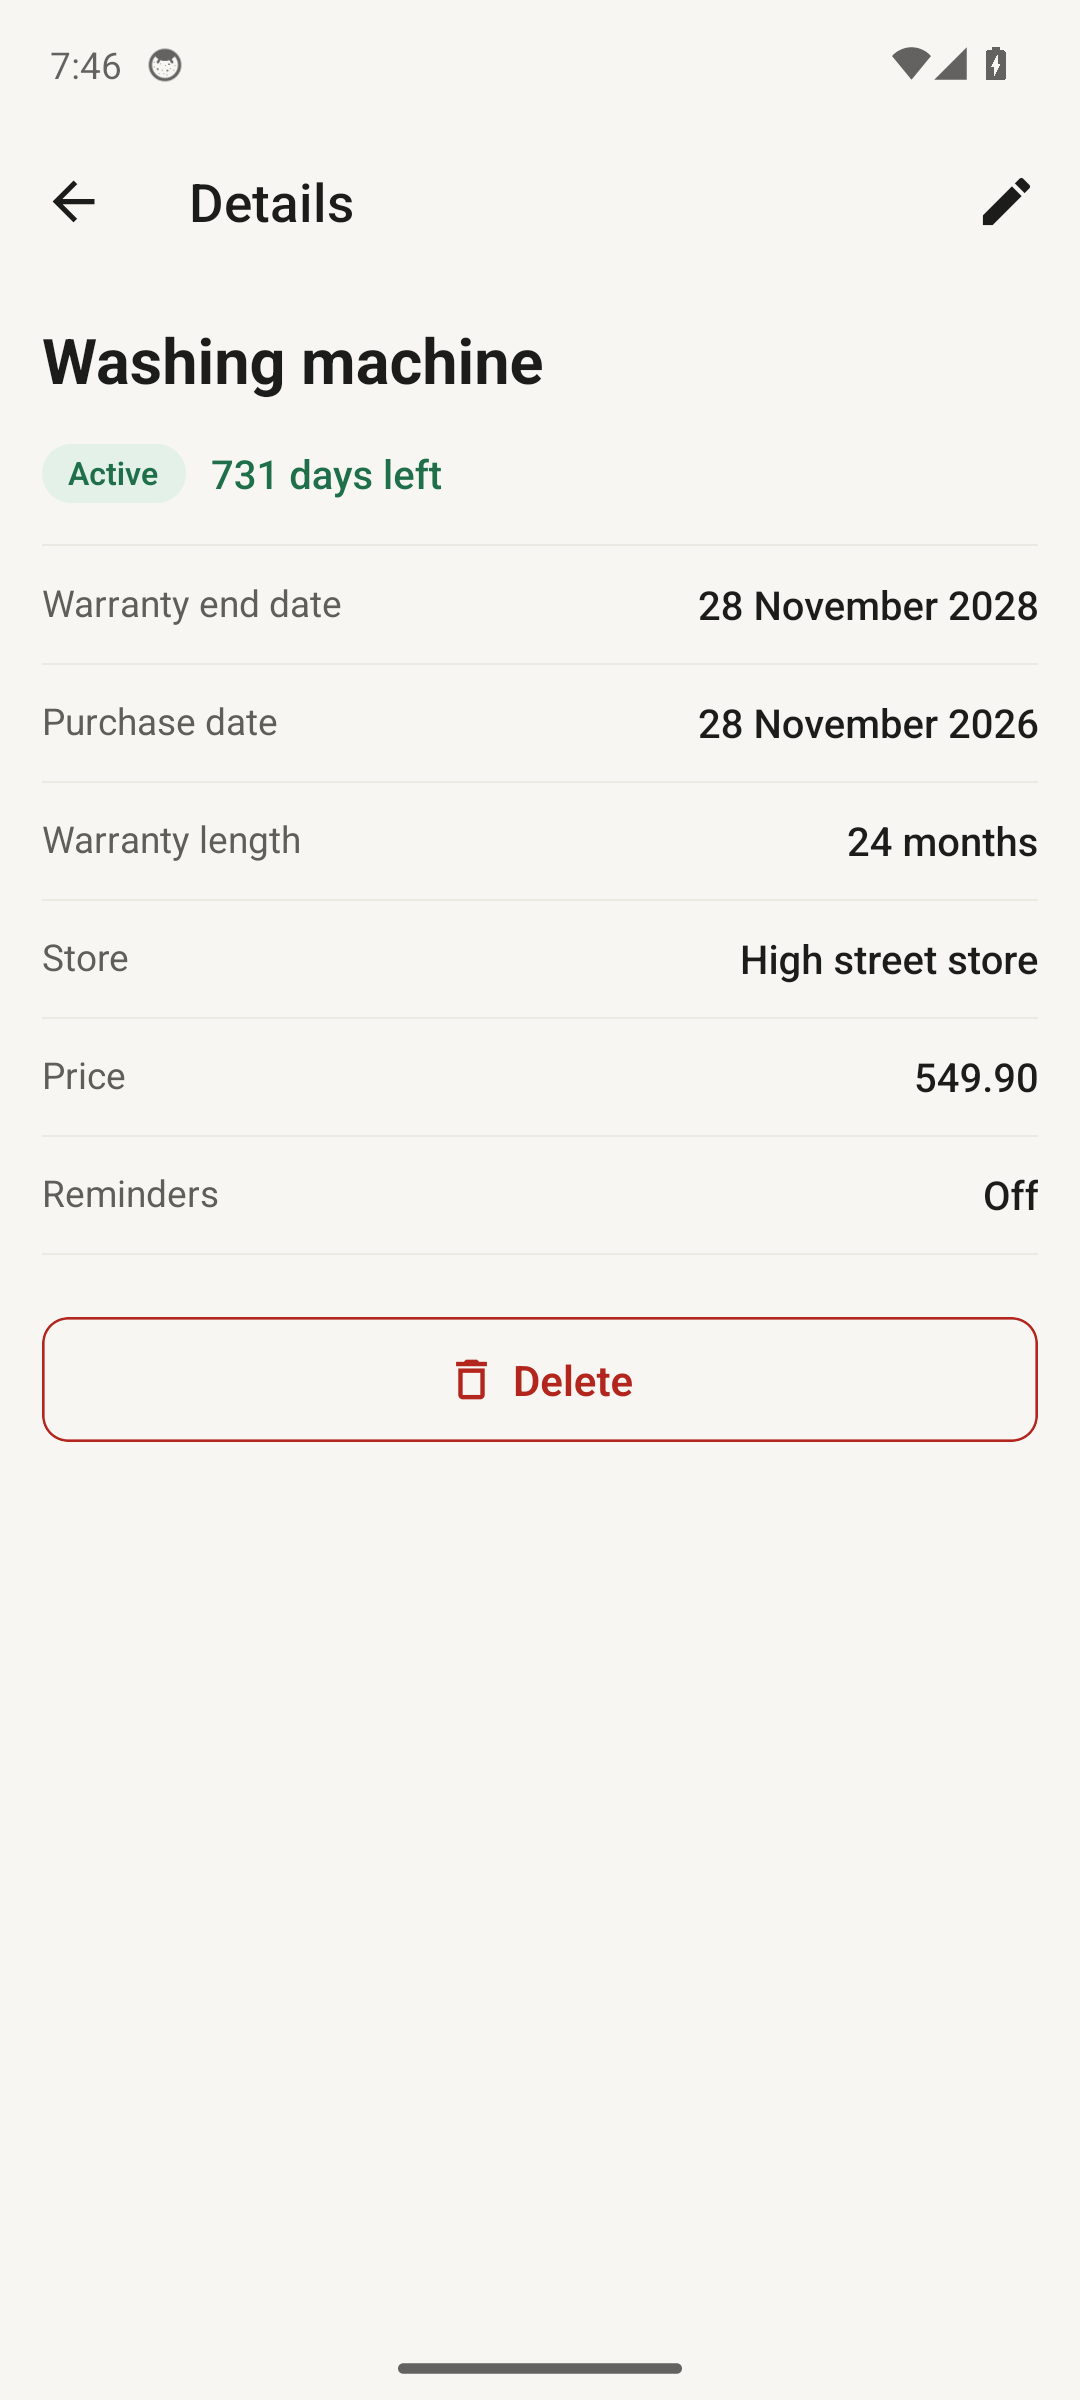 7:46
Details
Washing machine
Active 731 days left
Warranty end date 28 November 2028
Purchase date 28 November 2026
Warranty length 24 months
Store High street store
Price 549.90
Reminders Off
Delete